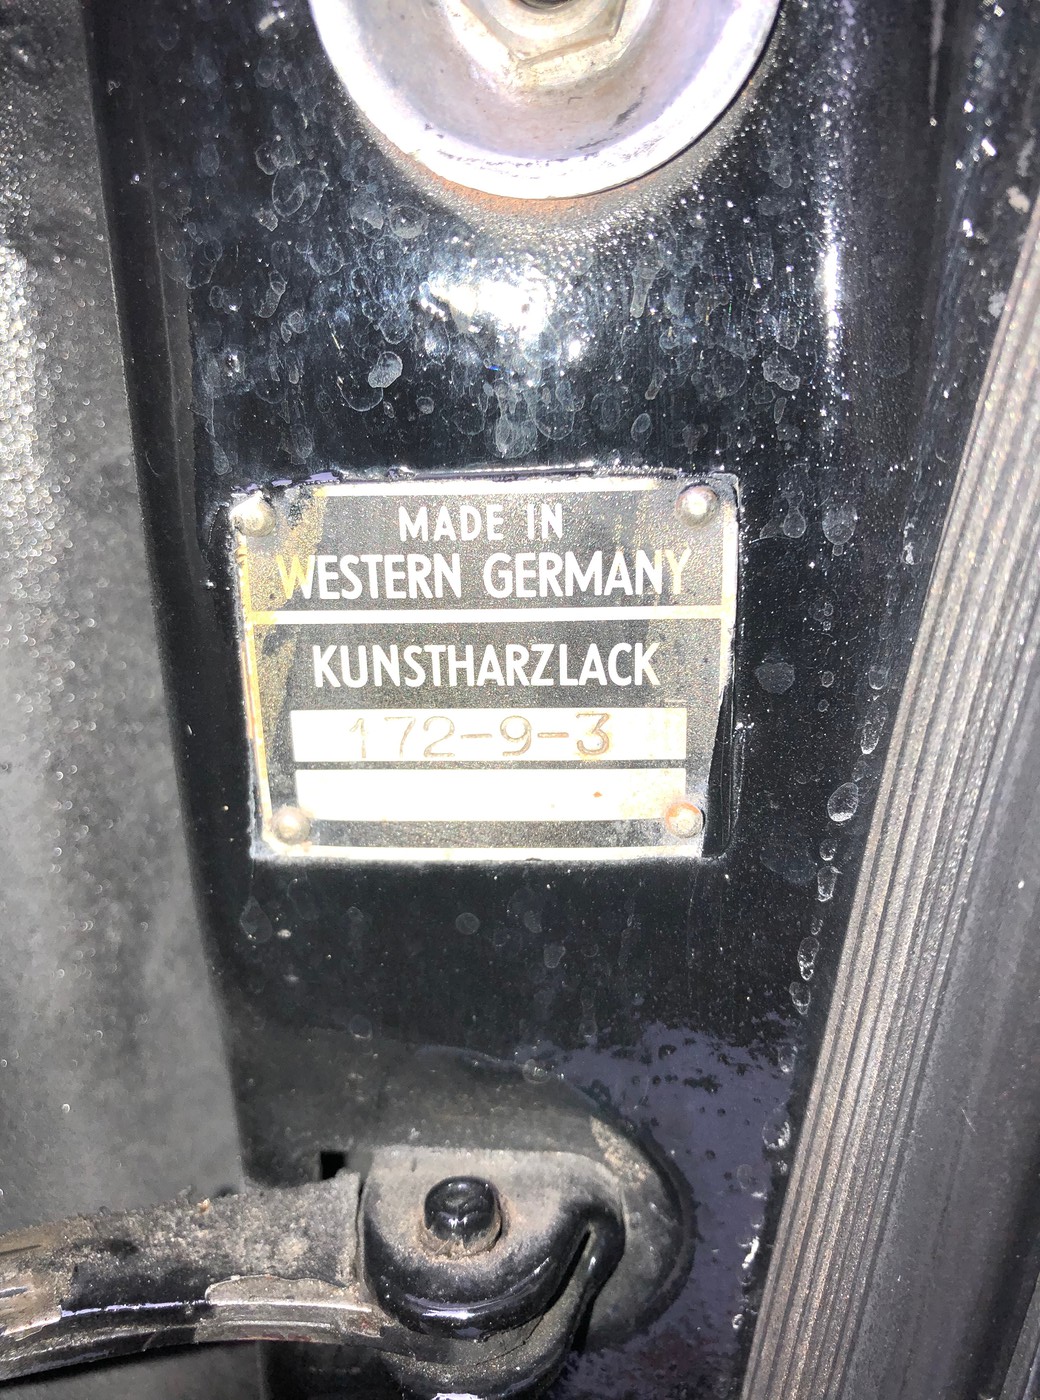 MADE IN
WESTERN GERMANY
KUNSTHARZLACK
172-9-3